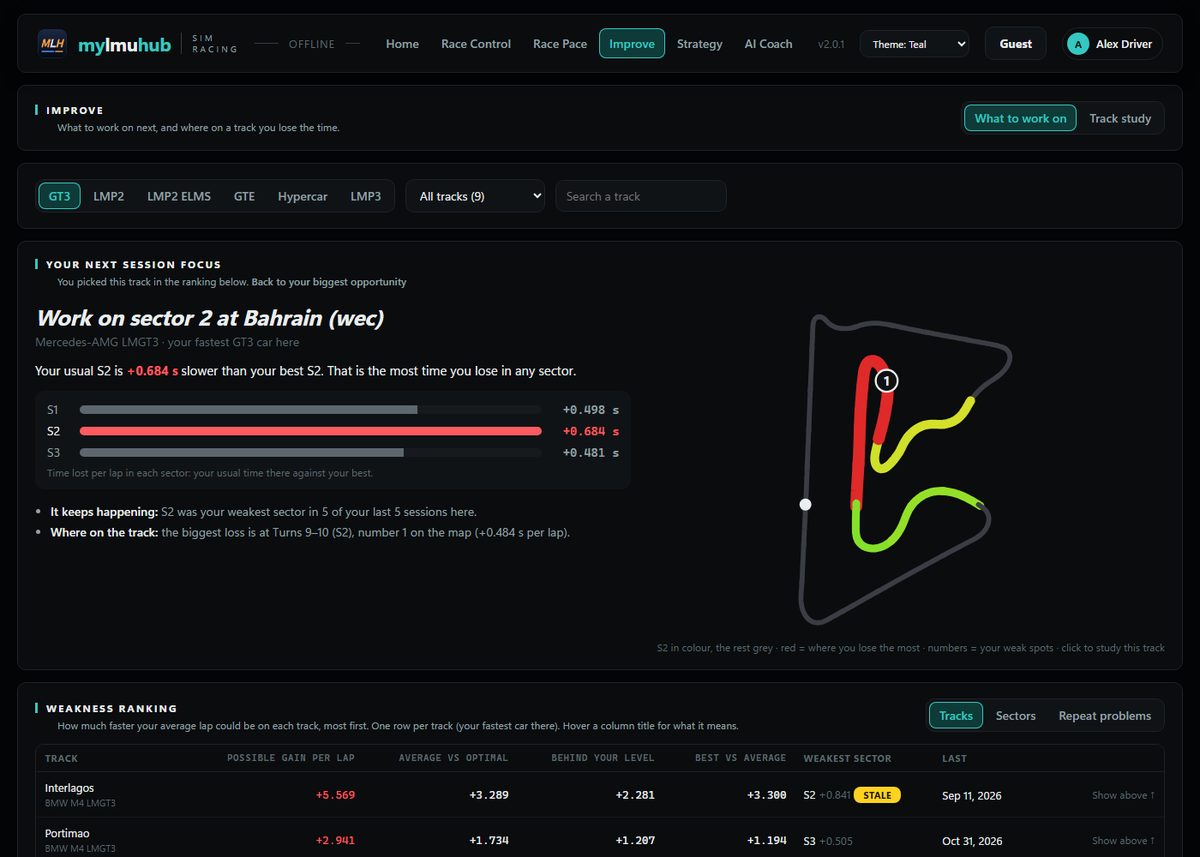 MLH mylmuhub SIM RACING OFFLINE Home Race Control Race Pace Improve Strategy AI Coach v2.0.1 Theme: Teal Guest A Alex Driver
IMPROVE
What to work on next, and where on a track you lose the time.
What to work on Track study
GT3 LMP2 LMP2 ELMS GTE Hypercar LMP3 All tracks (9) Search a track
YOUR NEXT SESSION FOCUS
You picked this track in the ranking below. Back to your biggest opportunity
Work on sector 2 at Bahrain (wec)
Mercedes-AMG LMGT3 · your fastest GT3 car here
Your usual S2 is +0.684 s slower than your best S2. That is the most time you lose in any sector.
S1 +0.498 s
S2 +0.684 s
S3 +0.481 s
Time lost per lap in each sector: your usual time there against your best.
• It keeps happening: S2 was your weakest sector in 5 of your last 5 sessions here.
• Where on the track: the biggest loss is at Turns 9–10 (S2), number 1 on the map (+0.484 s per lap).
1
S2 in colour, the rest grey · red = where you lose the most · numbers = your weak spots · click to study this track
WEAKNESS RANKING
How much faster your average lap could be on each track, most first. One row per track (your fastest car there). Hover a column title for what it means.
Tracks Sectors Repeat problems
TRACK POSSIBLE GAIN PER LAP AVERAGE VS OPTIMAL BEHIND YOUR LEVEL BEST VS AVERAGE WEAKEST SECTOR LAST
Interlagos
BMW M4 LMGT3
+5.569 +3.289 +2.281 +3.300 S2 +0.841 STALE Sep 11, 2026 Show above ↑
Portimao
BMW M4 LMGT3
+2.941 +1.734 +1.207 +1.194 S3 +0.505 Oct 31, 2026 Show above ↑